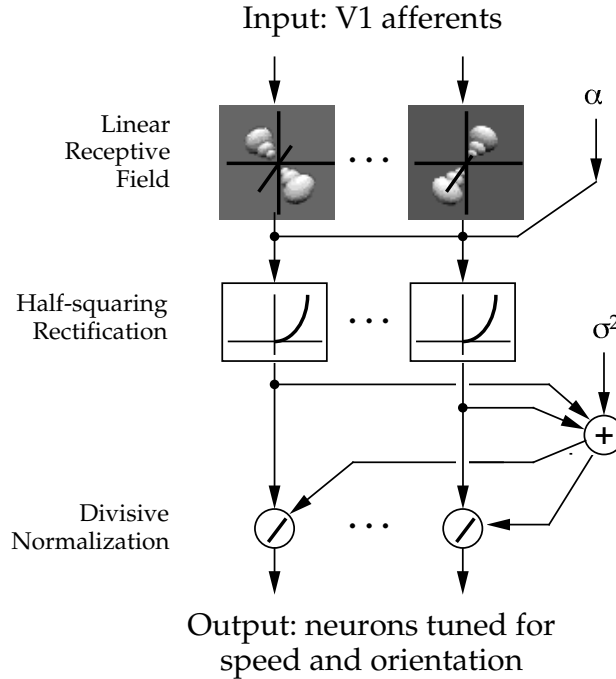 Input: V1 afferents
α
Linear
Receptive
Field
. . .
Half-squaring
Rectification
. . .
σ²
+
Divisive
Normalization
. . .
Output: neurons tuned for
speed and orientation